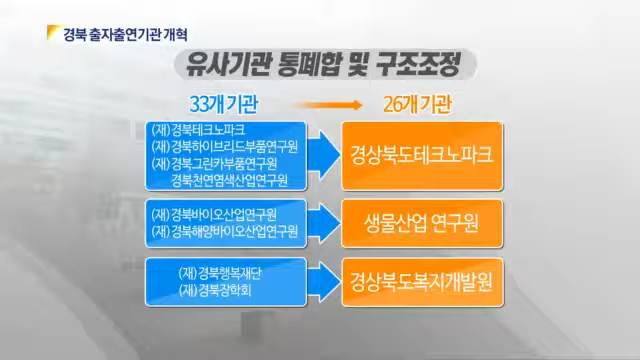 경북 출자출연기관 개혁
유사기관 통폐합 및 구조조정
33개 기관
26개 기관
(재)경북테크노파크
(재)경북하이브리드부품연구원
(재)경북그린카부품연구원
경북천연염색산업연구원
경상북도테크노파크
(재)경북바이오산업연구원
(재)경북해양바이오산업연구원
생물산업 연구원
(재)경북행복재단
(재)경북장학회
경상북도복지개발원